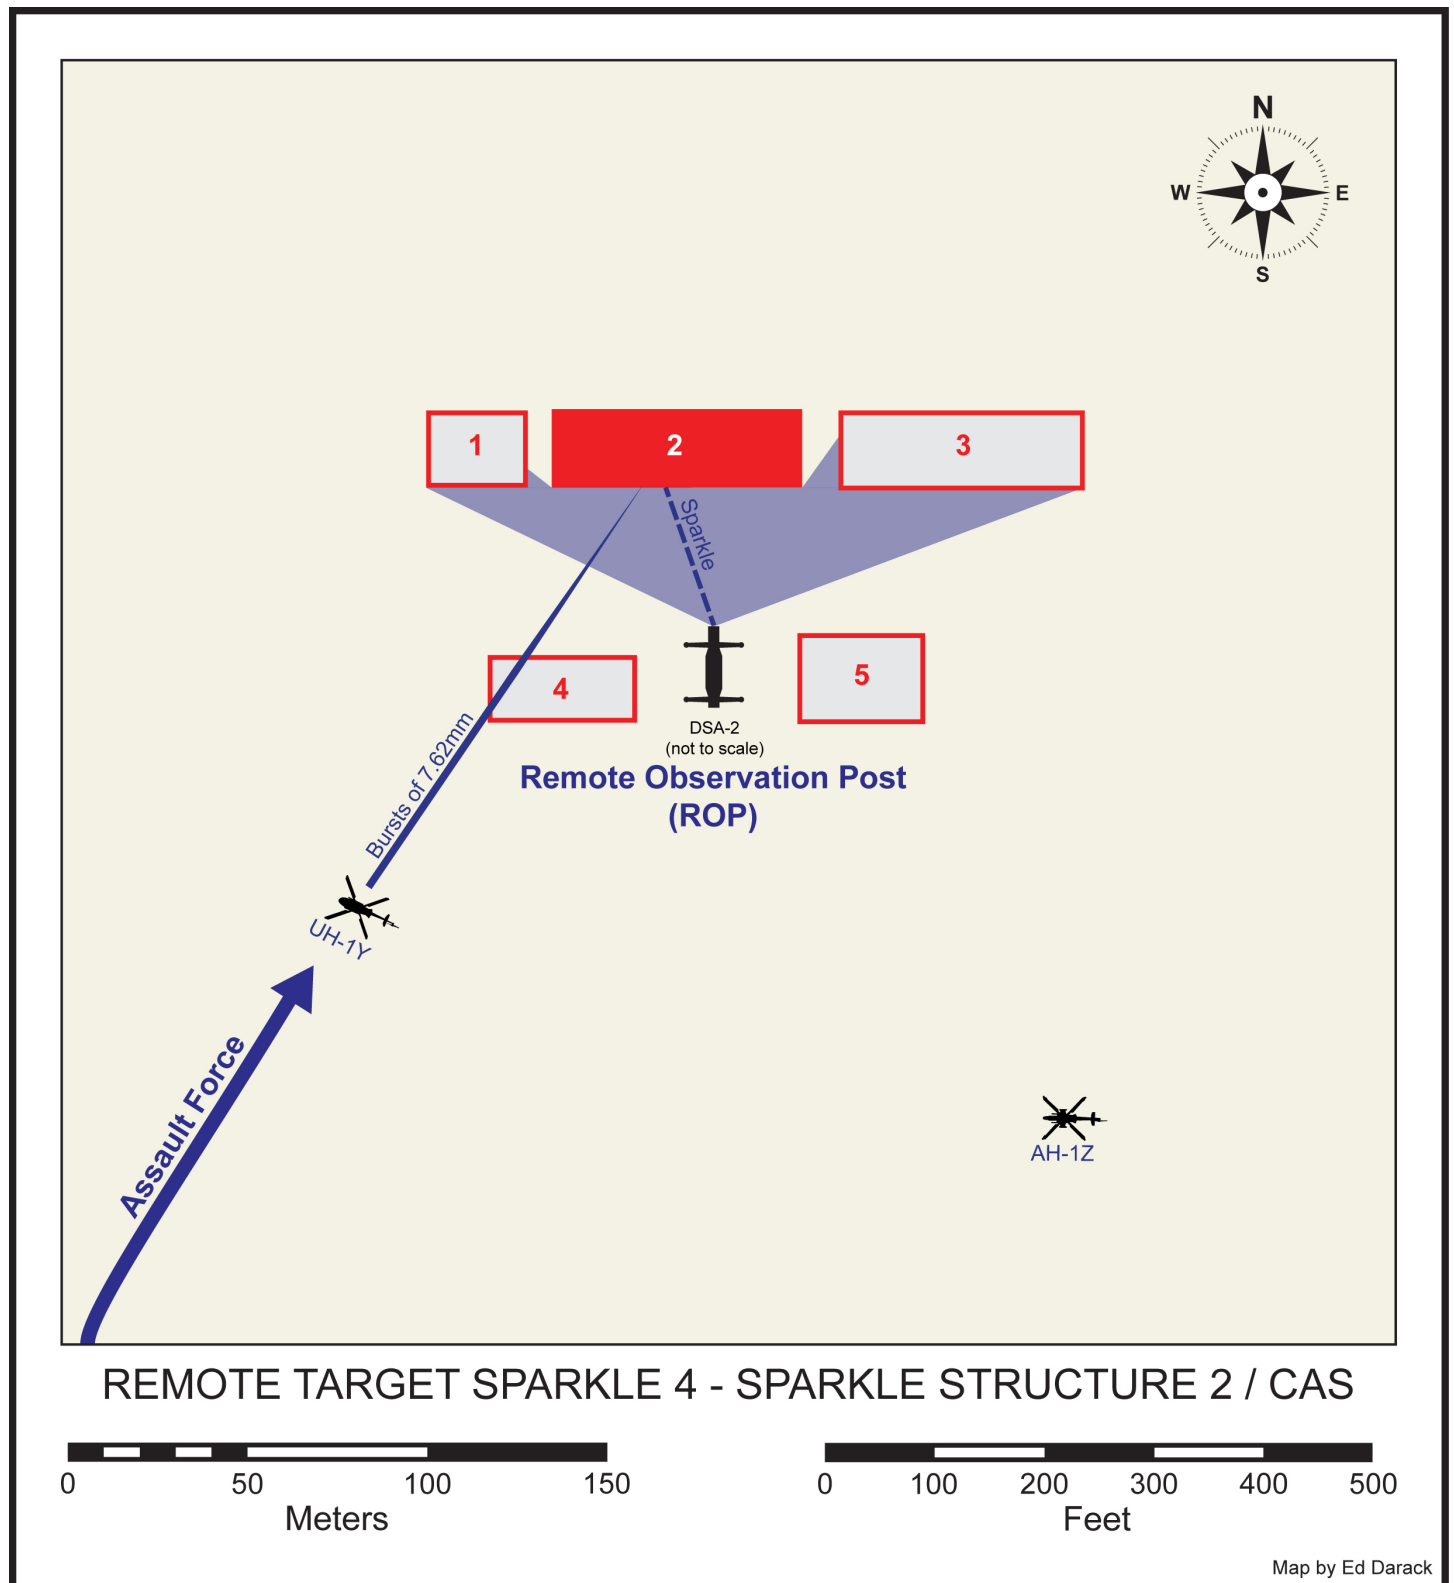 N
W
E
S
1
2
3
Sparkle
4
5
DSA-2
(not to scale)
Remote Observation Post
(ROP)
Bursts of 7.62mm
UH-1Y
Assault Force
AH-1Z
REMOTE TARGET SPARKLE 4 - SPARKLE STRUCTURE 2 / CAS
0 50 100 150
Meters
0 100 200 300 400 500
Feet
Map by Ed Darack